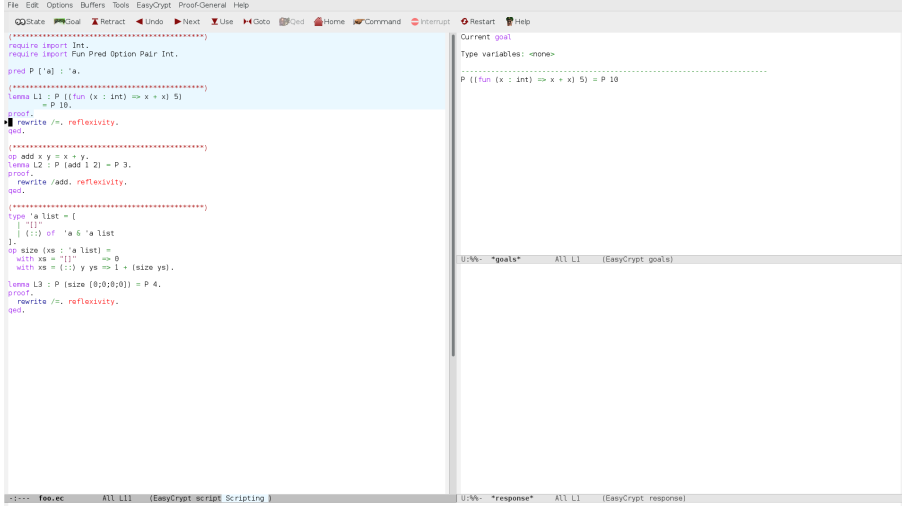 File Edit Options Buffers Tools EasyCrypt Proof-General Help
State Goal Retract Undo Next Use Goto Qed Home Command Interrupt Restart Help
(*********************************************)
require import Int.
require import Fun Pred Option Pair Int.
pred P ['a] : 'a.
(*********************************************)
lemma L1 : P ((fun (x : int) => x + x) 5)
= P 10.
proof.
rewrite /=. reflexivity.
qed.
(*********************************************)
op add x y = x + y.
lemma L2 : P (add 1 2) = P 3.
proof.
rewrite /add. reflexivity.
qed.
(*********************************************)
type 'a list = [
| "[]"
| (::) of 'a & 'a list
].
op size (xs : 'a list) =
with xs = "[]" => 0
with xs = (::) y ys => 1 + (size ys).
lemma L3 : P (size [0;0;0;0]) = P 4.
proof.
rewrite /=. reflexivity.
qed.
-:--- foo.ec All L11 (EasyCrypt script Scripting )
Current goal
Type variables: <none>
------------------------------------------------------------------------
P ((fun (x : int) => x + x) 5) = P 10
U:%%- *goals* All L1 (EasyCrypt goals)
U:%%- *response* All L1 (EasyCrypt response)